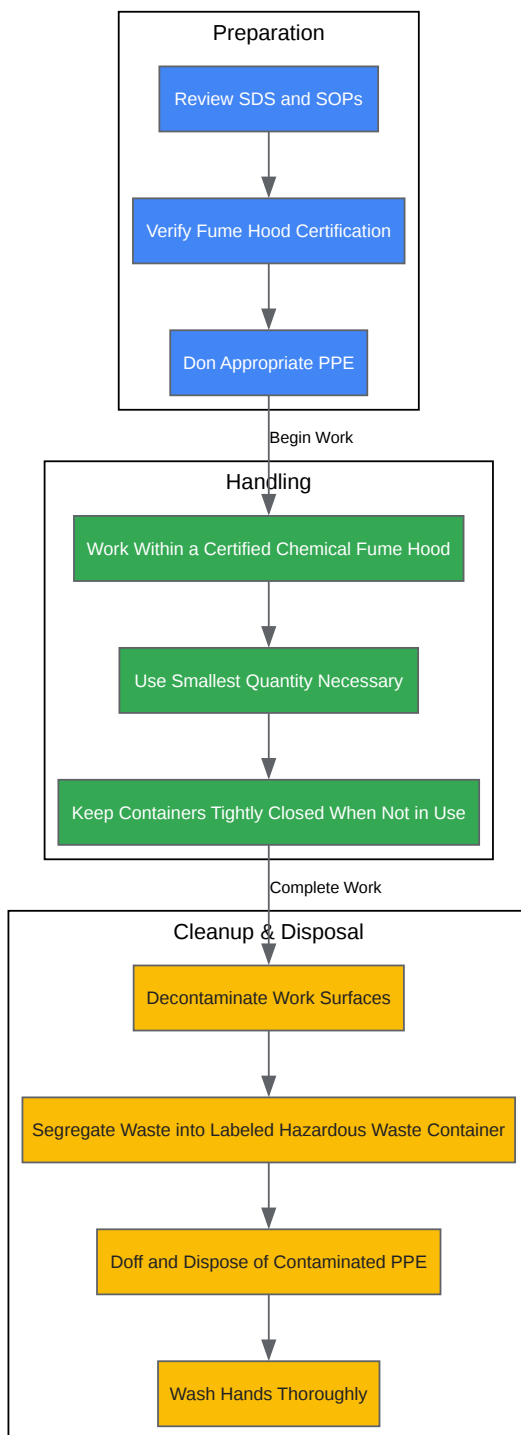 Preparation
Review SDS and SOPs
Verify Fume Hood Certification
Don Appropriate PPE
Begin Work
Handling
Work Within a Certified Chemical Fume Hood
Use Smallest Quantity Necessary
Keep Containers Tightly Closed When Not in Use
Complete Work
Cleanup & Disposal
Decontaminate Work Surfaces
Segregate Waste into Labeled Hazardous Waste Container
Doff and Dispose of Contaminated PPE
Wash Hands Thoroughly